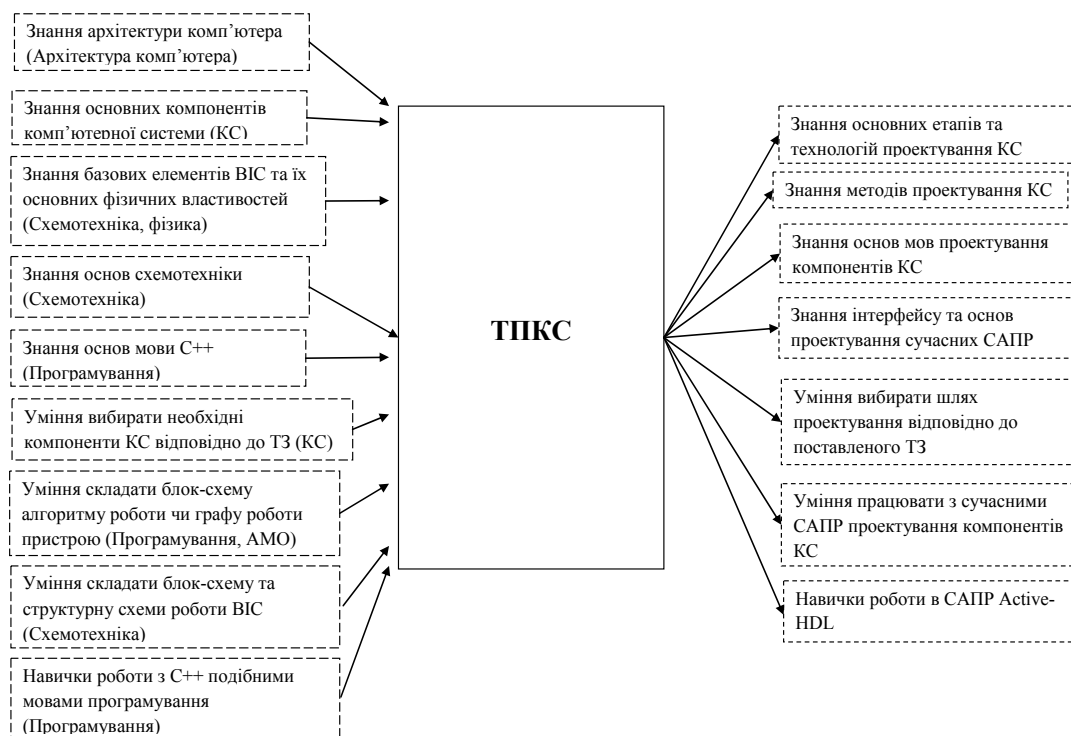 Знання архітектури комп’ютера
(Архітектура комп’ютера)
Знання основних компонентів
комп’ютерної системи (КС)
Знання базових елементів ВІС та їх
основних фізичних властивостей
(Схемотехніка, фізика)
Знання основ схемотехніки
(Схемотехніка)
Знання основ мови С++
(Програмування)
Уміння вибирати необхідні
компоненти КС відповідно до ТЗ (КС)
Уміння складати блок-схему
алгоритму роботи чи графу роботи
пристрою (Програмування, АМО)
Уміння складати блок-схему та
структурну схеми роботи ВІС
(Схемотехніка)
Навички роботи з С++ подібними
мовами програмування
(Програмування)
ТПКС
Знання основних етапів та
технологій проектування КС
Знання методів проектування КС
Знання основ мов проектування
компонентів КС
Знання інтерфейсу та основ
проектування сучасних САПР
Уміння вибирати шлях
проектування відповідно до
поставленого ТЗ
Уміння працювати з сучасними
САПР проектування компонентів
КС
Навички роботи в САПР Active-
HDL